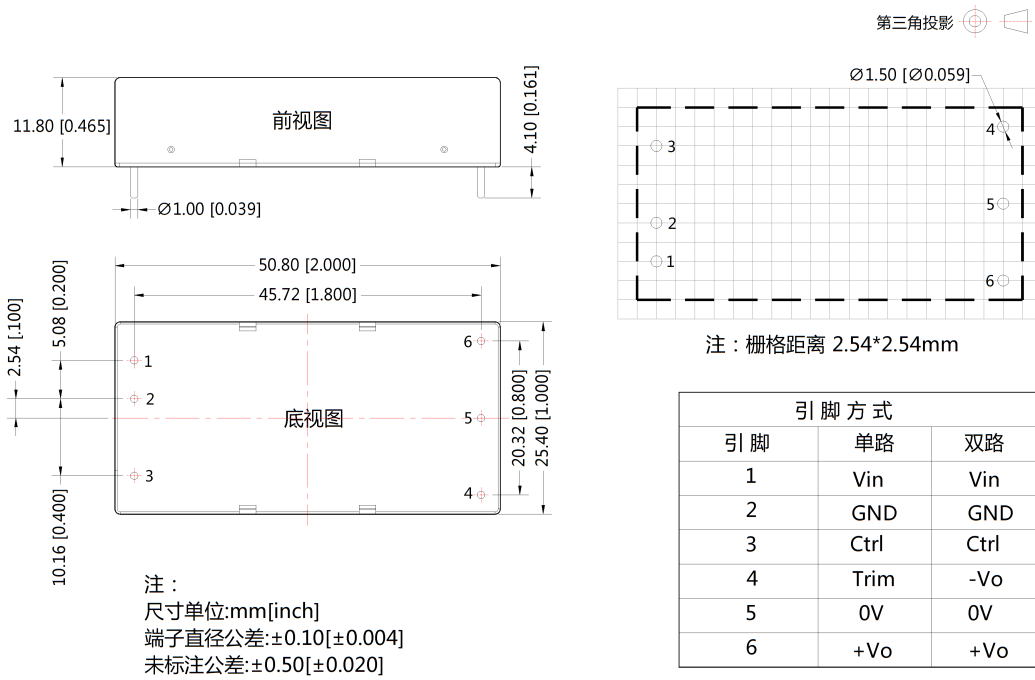 第三角投影
Ø1.50 [Ø0.059]
11.80 [0.465]
前视图
4.10 [0.161]
Ø1.00 [0.039]
3
2
1
4
5
6
注：栅格距离 2.54*2.54mm
50.80 [2.000]
45.72 [1.800]
2.54 [.100]
5.08 [0.200]
10.16 [0.400]
1
2
3
底视图
6
5
4
20.32 [0.800]
25.40 [1.000]
引脚方式
引脚 单路 双路
1 Vin Vin
2 GND GND
3 Ctrl Ctrl
4 Trim -Vo
5 0V 0V
6 +Vo +Vo
注：
尺寸单位:mm[inch]
端子直径公差:±0.10[±0.004]
未标注公差:±0.50[±0.020]